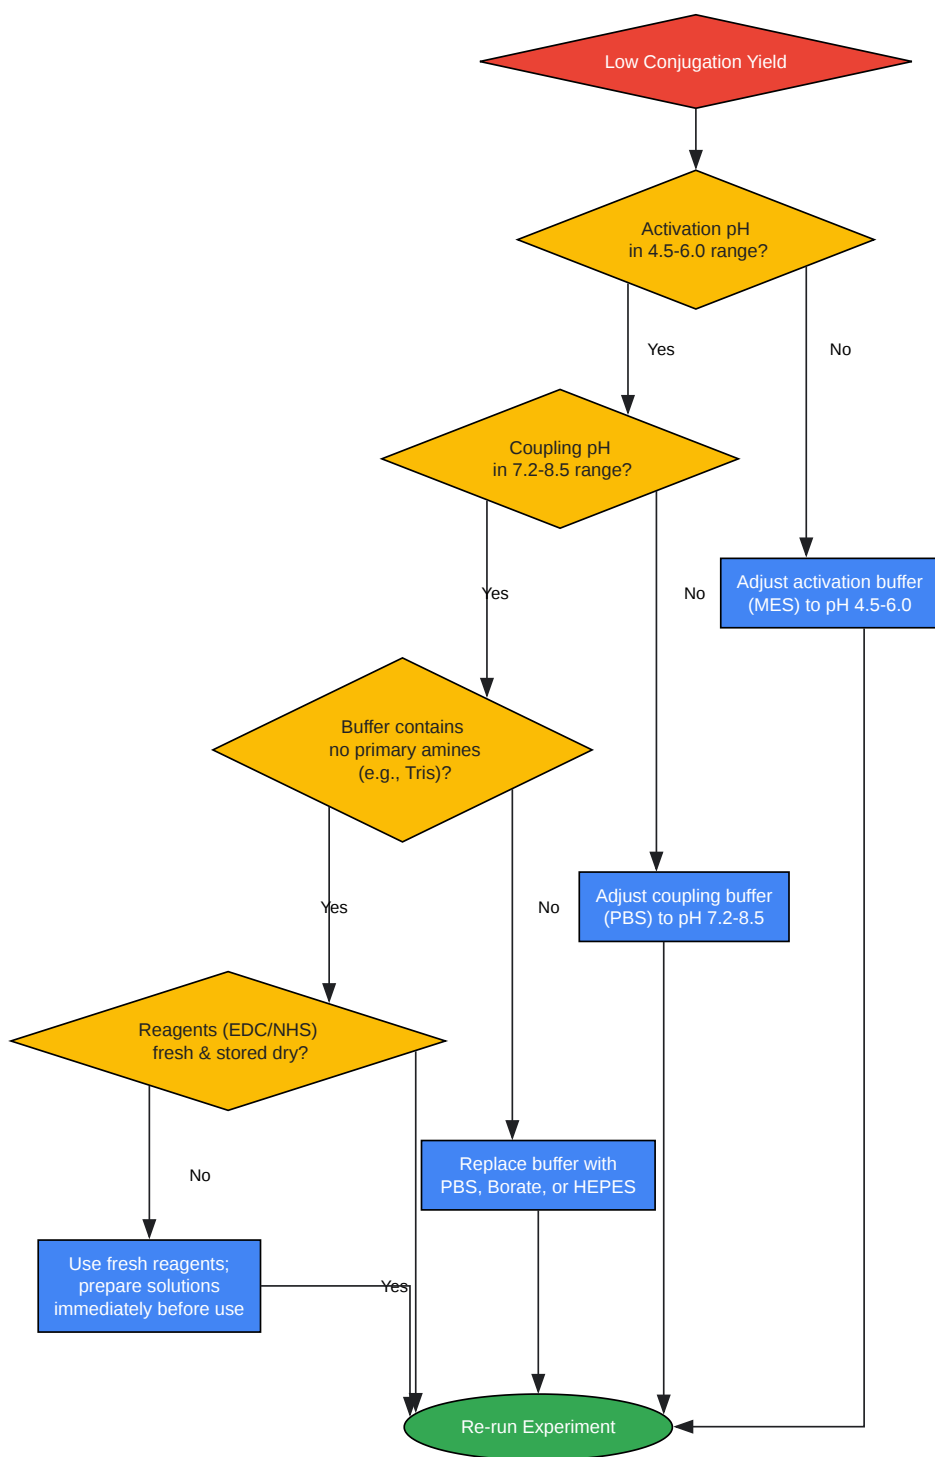 Low Conjugation Yield
Activation pH
in 4.5-6.0 range?
Yes
No
Coupling pH
in 7.2-8.5 range?
Adjust activation buffer
(MES) to pH 4.5-6.0
Yes
No
Buffer contains
no primary amines
(e.g., Tris)?
Adjust coupling buffer
(PBS) to pH 7.2-8.5
Yes
No
Reagents (EDC/NHS)
fresh & stored dry?
No
Replace buffer with
PBS, Borate, or HEPES
Use fresh reagents;
prepare solutions
immediately before use
Yes
Re-run Experiment